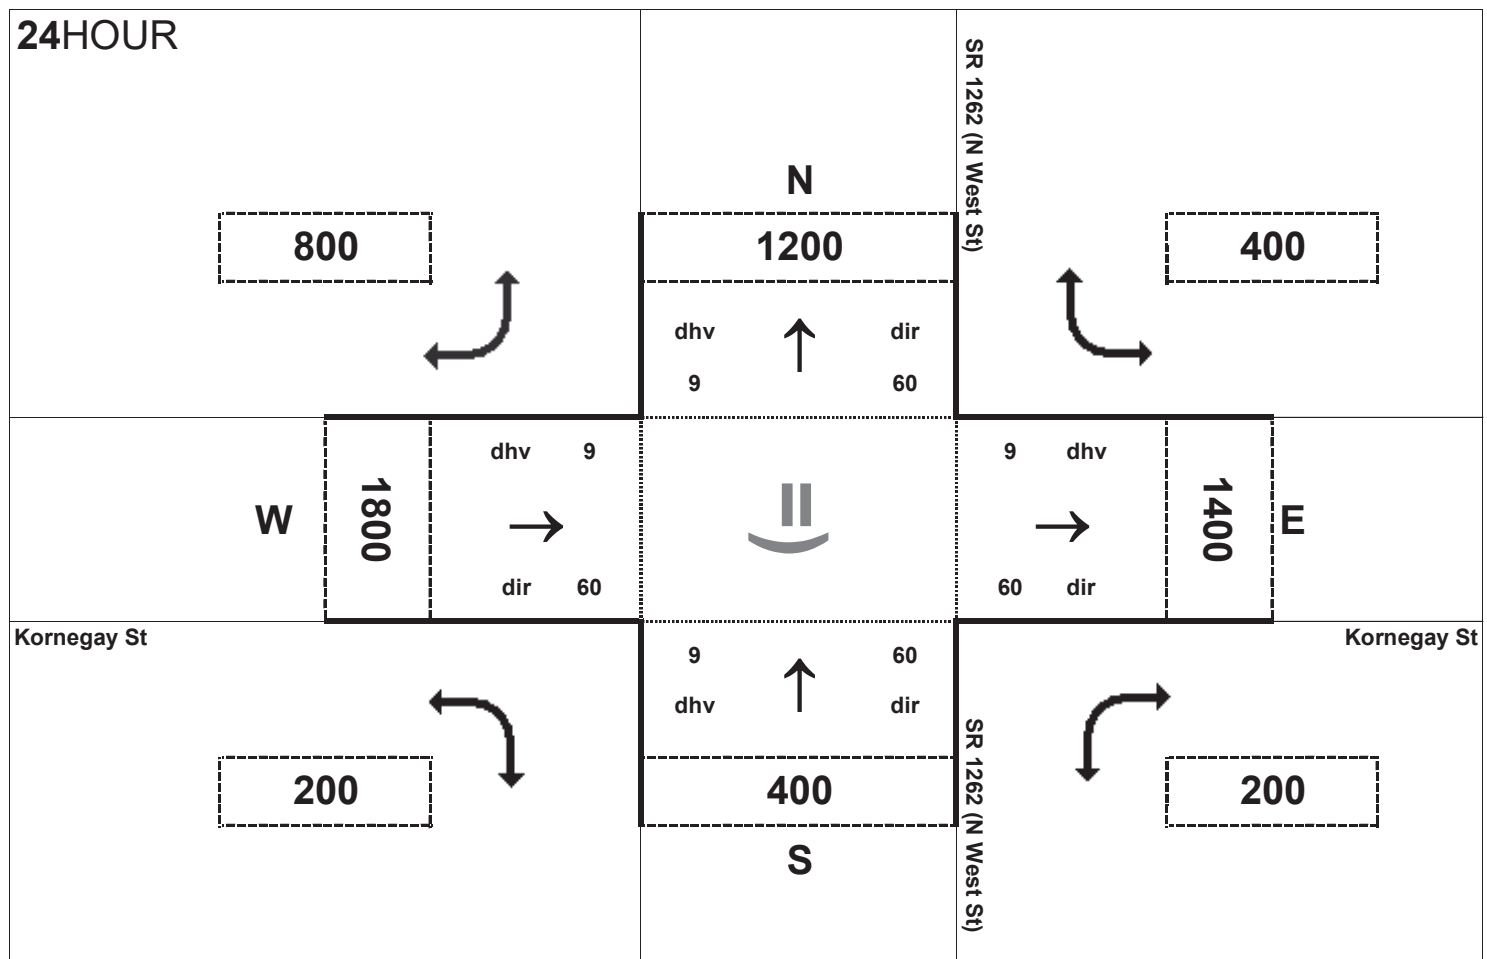 24HOUR
SR 1262 (N West St)
N
800
1200
400
dhv
dir
9
60
dhv 9
9 dhv
W
1800
1400
E
dir 60
60 dir
Kornegay St
Kornegay St
9
60
dhv
dir
SR 1262 (N West St)
200
400
200
S